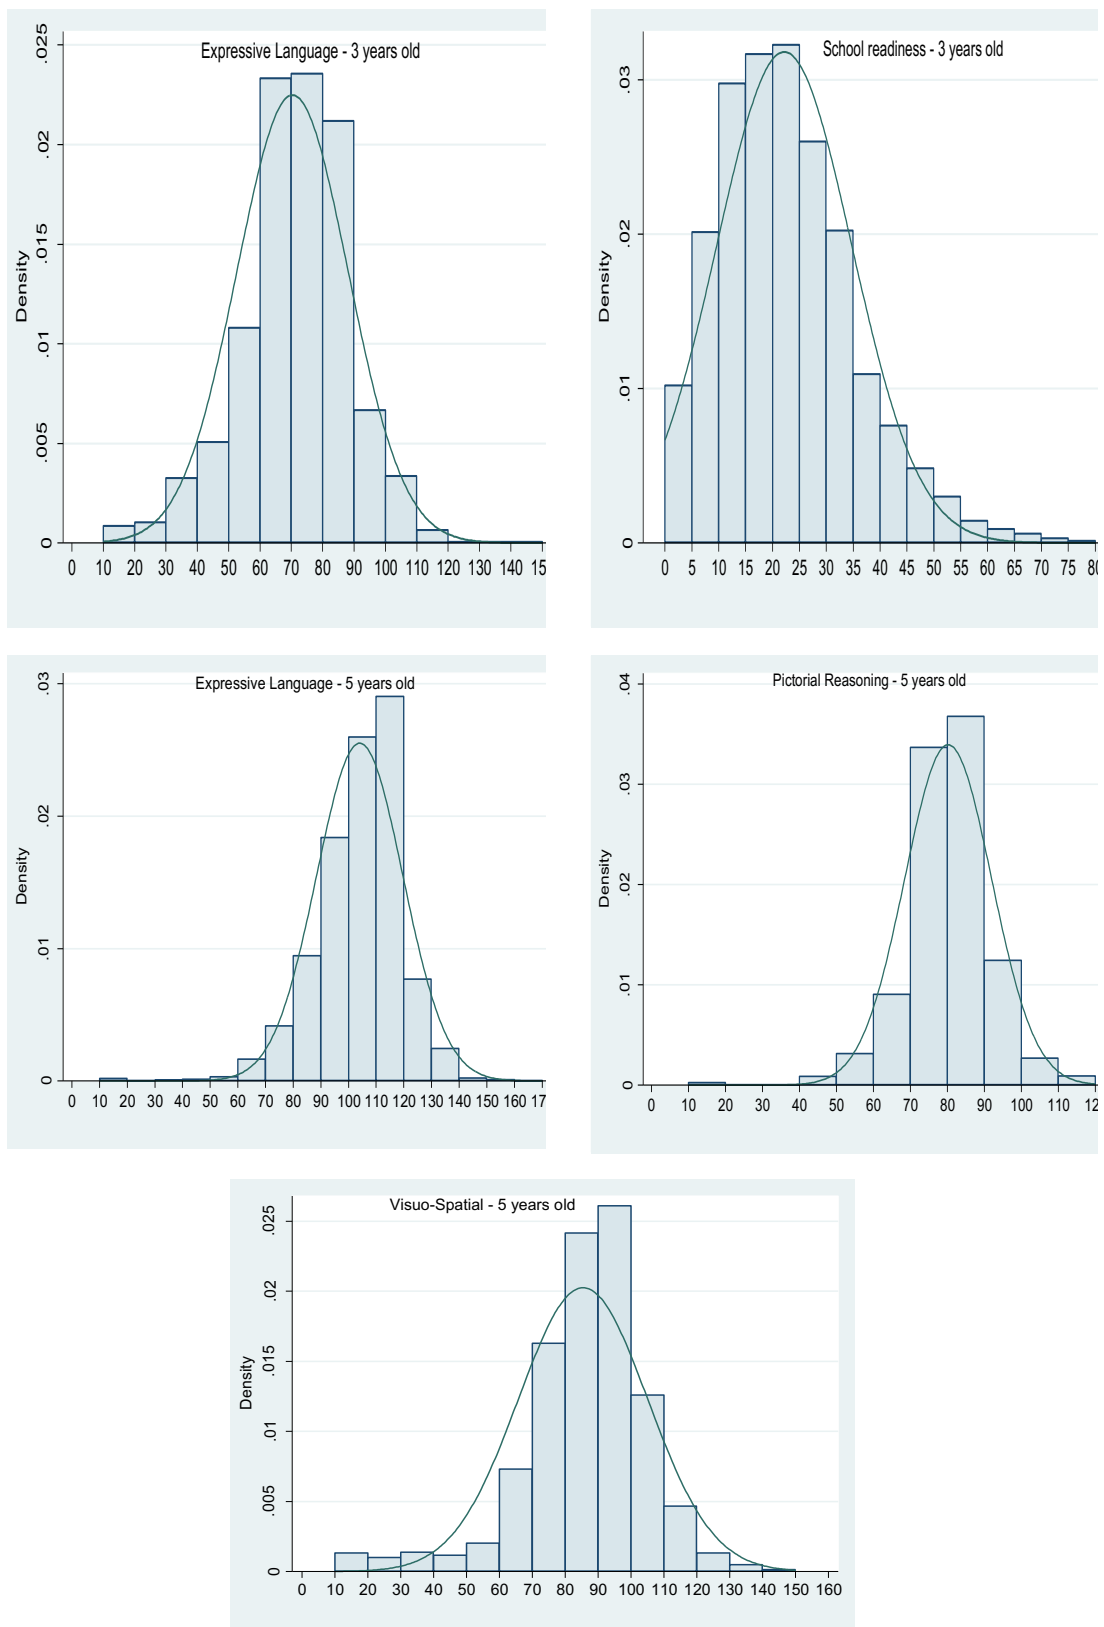 Expressive Language - 3 years old
Density
0 .005 .01 .015 .02 .025
0 10 20 30 40 50 60 70 80 90 100 110 120 130 140 15
School readiness - 3 years old
Density
0 .01 .02 .03
0 5 10 15 20 25 30 35 40 45 50 55 60 65 70 75 80
Expressive Language - 5 years old
Density
0 .01 .02 .03
0 10 20 30 40 50 60 70 80 90 100 110 120 130 140 150 160 17
Pictorial Reasoning - 5 years old
Density
0 .01 .02 .03 .04
0 10 20 30 40 50 60 70 80 90 100 110 12
Visuo-Spatial - 5 years old
Density
0 .005 .01 .015 .02 .025
0 10 20 30 40 50 60 70 80 90 100 110 120 130 140 150 160